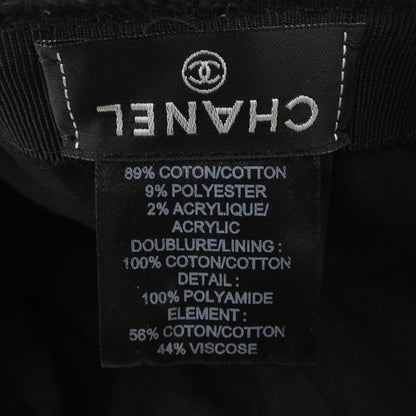 CHANEL
89% COTON/COTTON
9% POLYESTER
2% ACRYLIQUE/
ACRYLIC
DOUBLURE/LINING :
100% COTON/COTTON
DETAIL :
100% POLYAMIDE
ELEMENT :
56% COTON/COTTON
44% VISCOSE